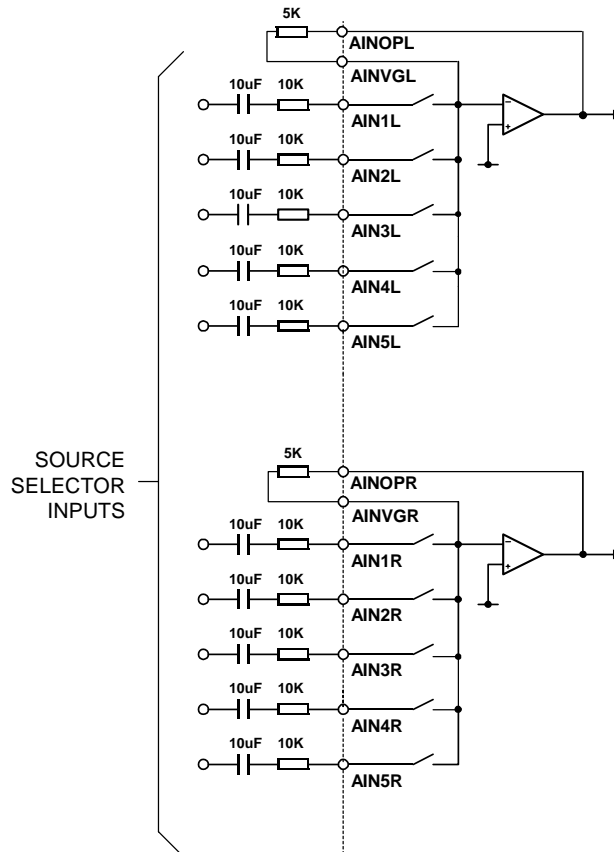 5K
AINOPL
AINVGL
10uF 10K
AIN1L
10uF 10K
AIN2L
10uF 10K
AIN3L
10uF 10K
AIN4L
10uF 10K
AIN5L
SOURCE
SELECTOR
INPUTS
5K
AINOPR
AINVGR
10uF 10K
AIN1R
10uF 10K
AIN2R
10uF 10K
AIN3R
10uF 10K
AIN4R
10uF 10K
AIN5R